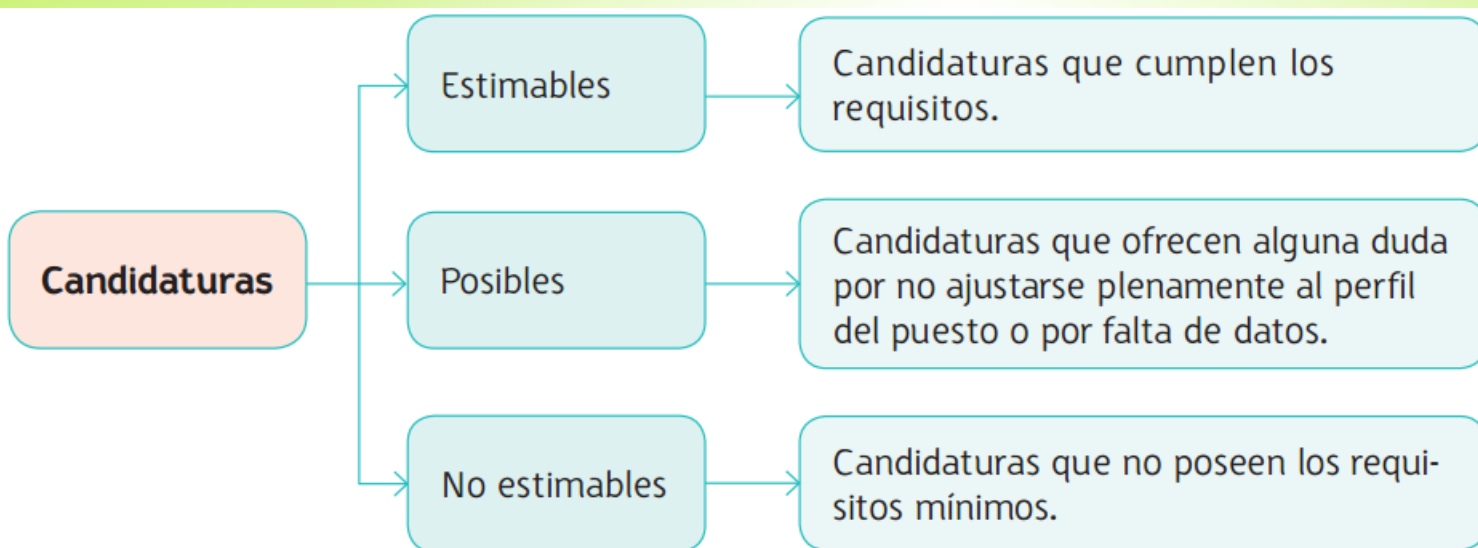 Estimables
Candidaturas que cumplen los
requisitos.
Candidaturas
Posibles
Candidaturas que ofrecen alguna duda
por no ajustarse plenamente al perfil
del puesto o por falta de datos.
No estimables
Candidaturas que no poseen los requi-
sitos mínimos.